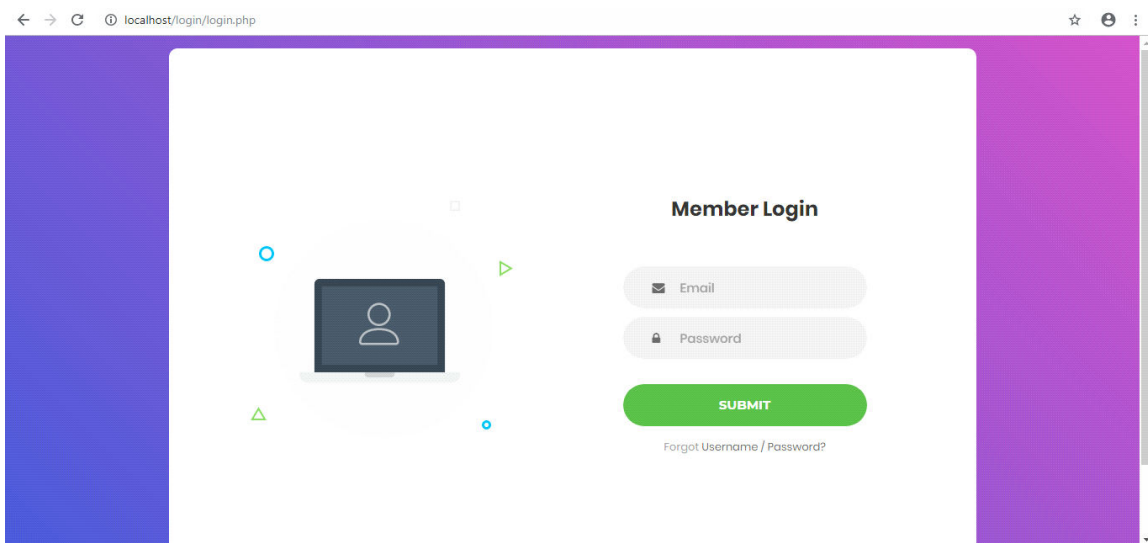 localhost/login/login.php
Member Login
Email
Password
SUBMIT
Forgot Username / Password?